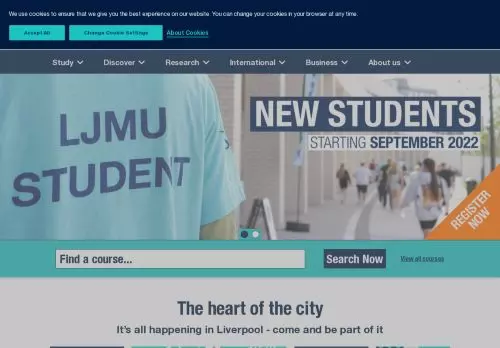 We use cookies to ensure that we give you the best experience on our website. You can change your cookies in your browser at any time.
Accept All
Change Cookie Settings
About Cookies
Study
Discover
Research
International
Business
About us
LJMU
STUDENT
NEW STUDENTS
STARTING SEPTEMBER 2022
REGISTER
NOW
Find a course...
Search Now
View all courses
The heart of the city
It's all happening in Liverpool - come and be part of it